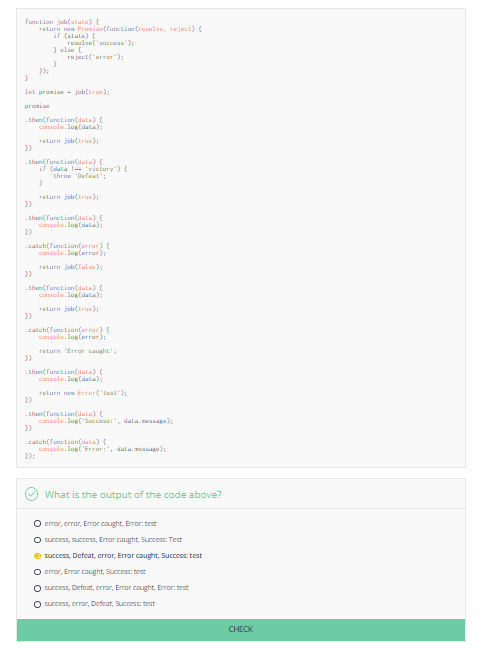 function job(state) {
return new Promise(function(resolve, reject) {
if (state) {
resolve('success');
} else {
reject('error');
}
});
}
let promise = job(true);
promise
.then(function(data) {
console.log(data);
return job(true);
})
.then(function(data) {
if (data !== 'victory') {
throw 'Defeat';
}
return job(true);
})
.then(function(data) {
console.log(data);
})
.catch(function(error) {
console.log(error);
return job(false);
})
.then(function(data) {
console.log(data);
return job(true);
})
.catch(function(error) {
console.log(error);
return 'Error caught';
})
.then(function(data) {
console.log(data);
return new Error('test');
})
.then(function(data) {
console.log('Success:', data.message);
})
.catch(function(data) {
console.log('Error:', data.message);
});
What is the output of the code above?
error, error, Error caught, Error: test
success, success, Error caught, Success: Test
success, Defeat, error, Error caught, Success: test
error, Error caught, Success: test
success, Defeat, error, Error caught, Error: test
success, error, Defeat, Success: test
CHECK